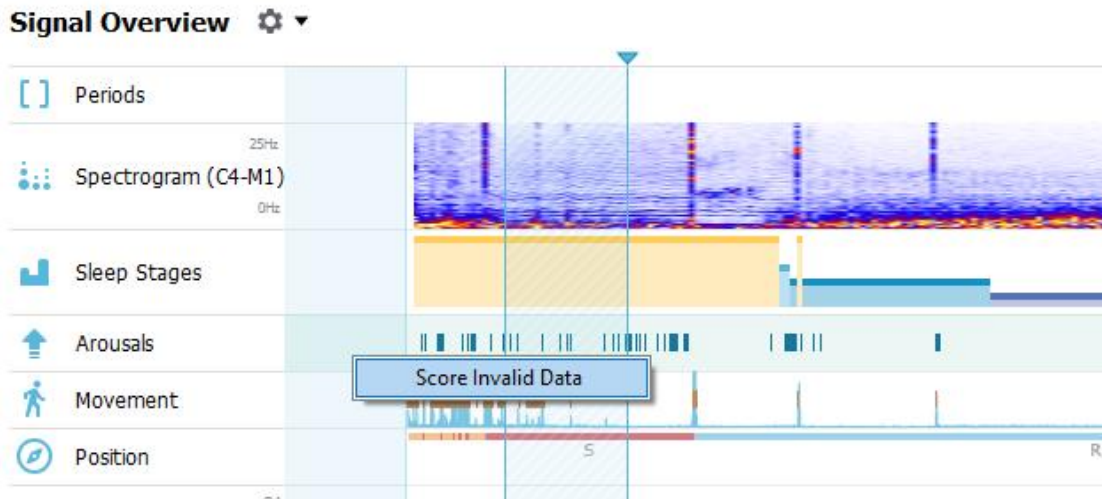 Signal Overview
Periods
25Hz
Spectrogram (C4-M1)
0Hz
Sleep Stages
Arousals
Score Invalid Data
Movement
Position
S
R